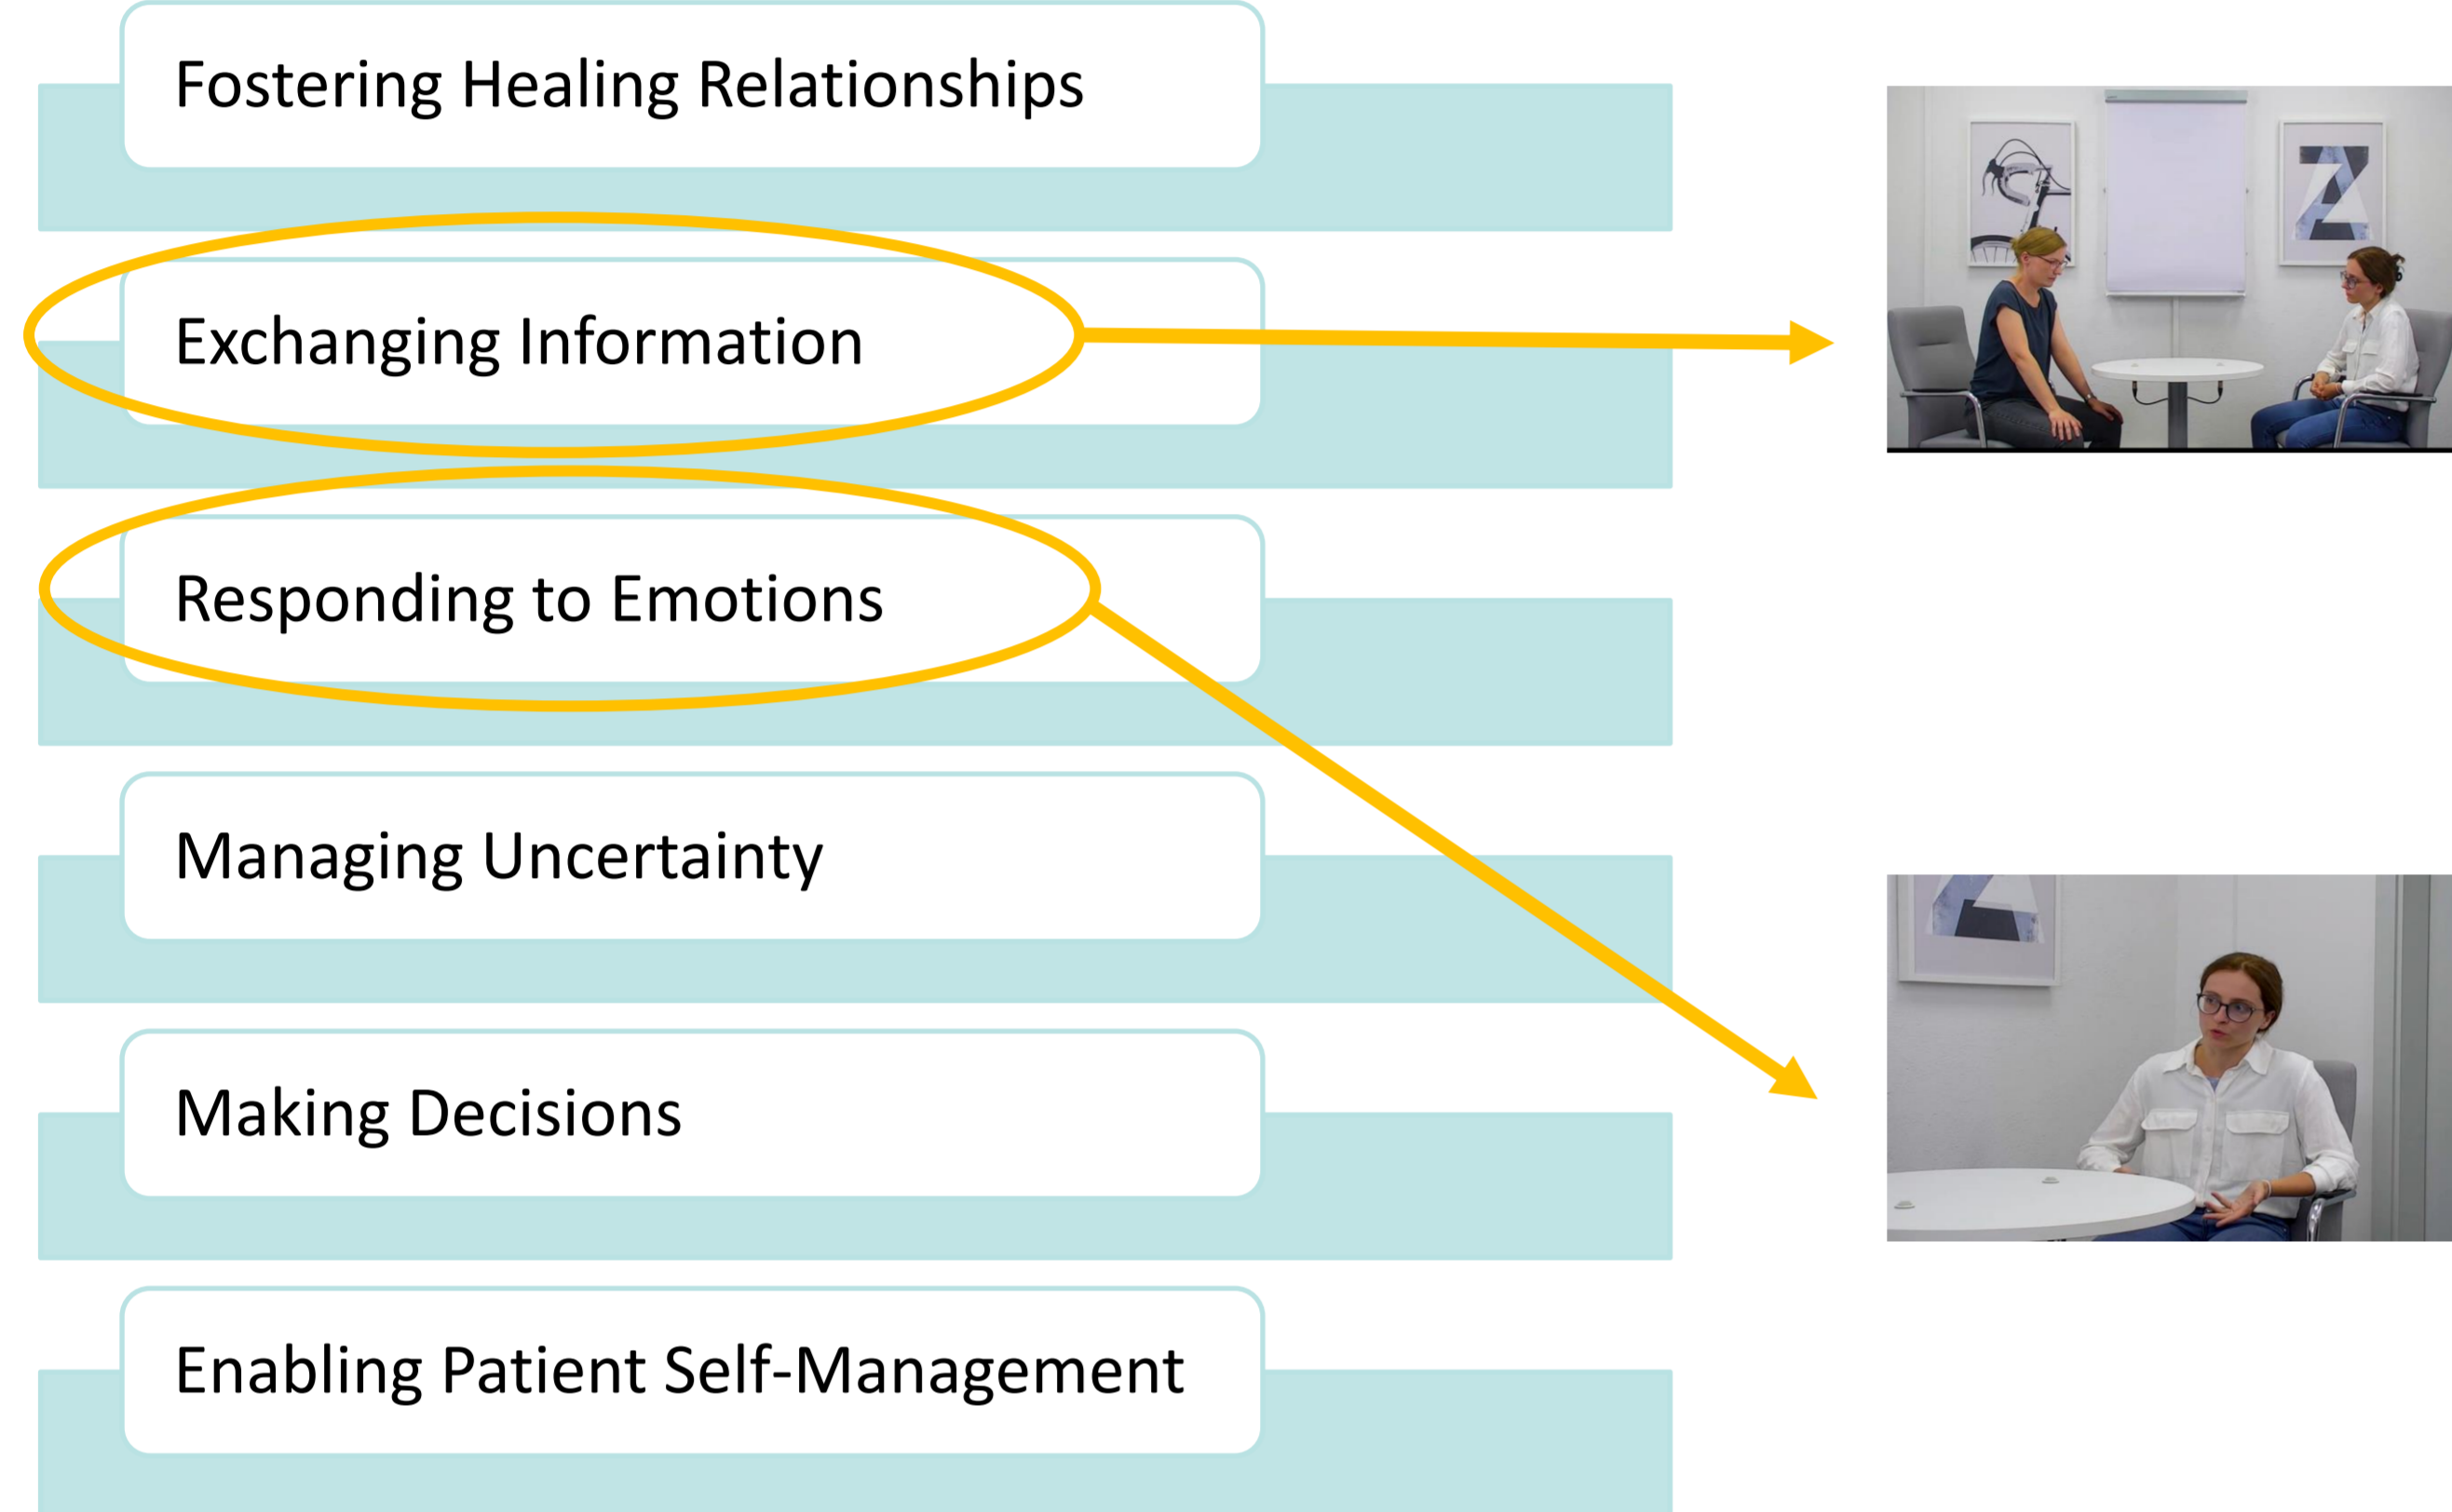 Fostering Healing Relationships
Exchanging Information
Responding to Emotions
Managing Uncertainty
Making Decisions
Enabling Patient Self-Management